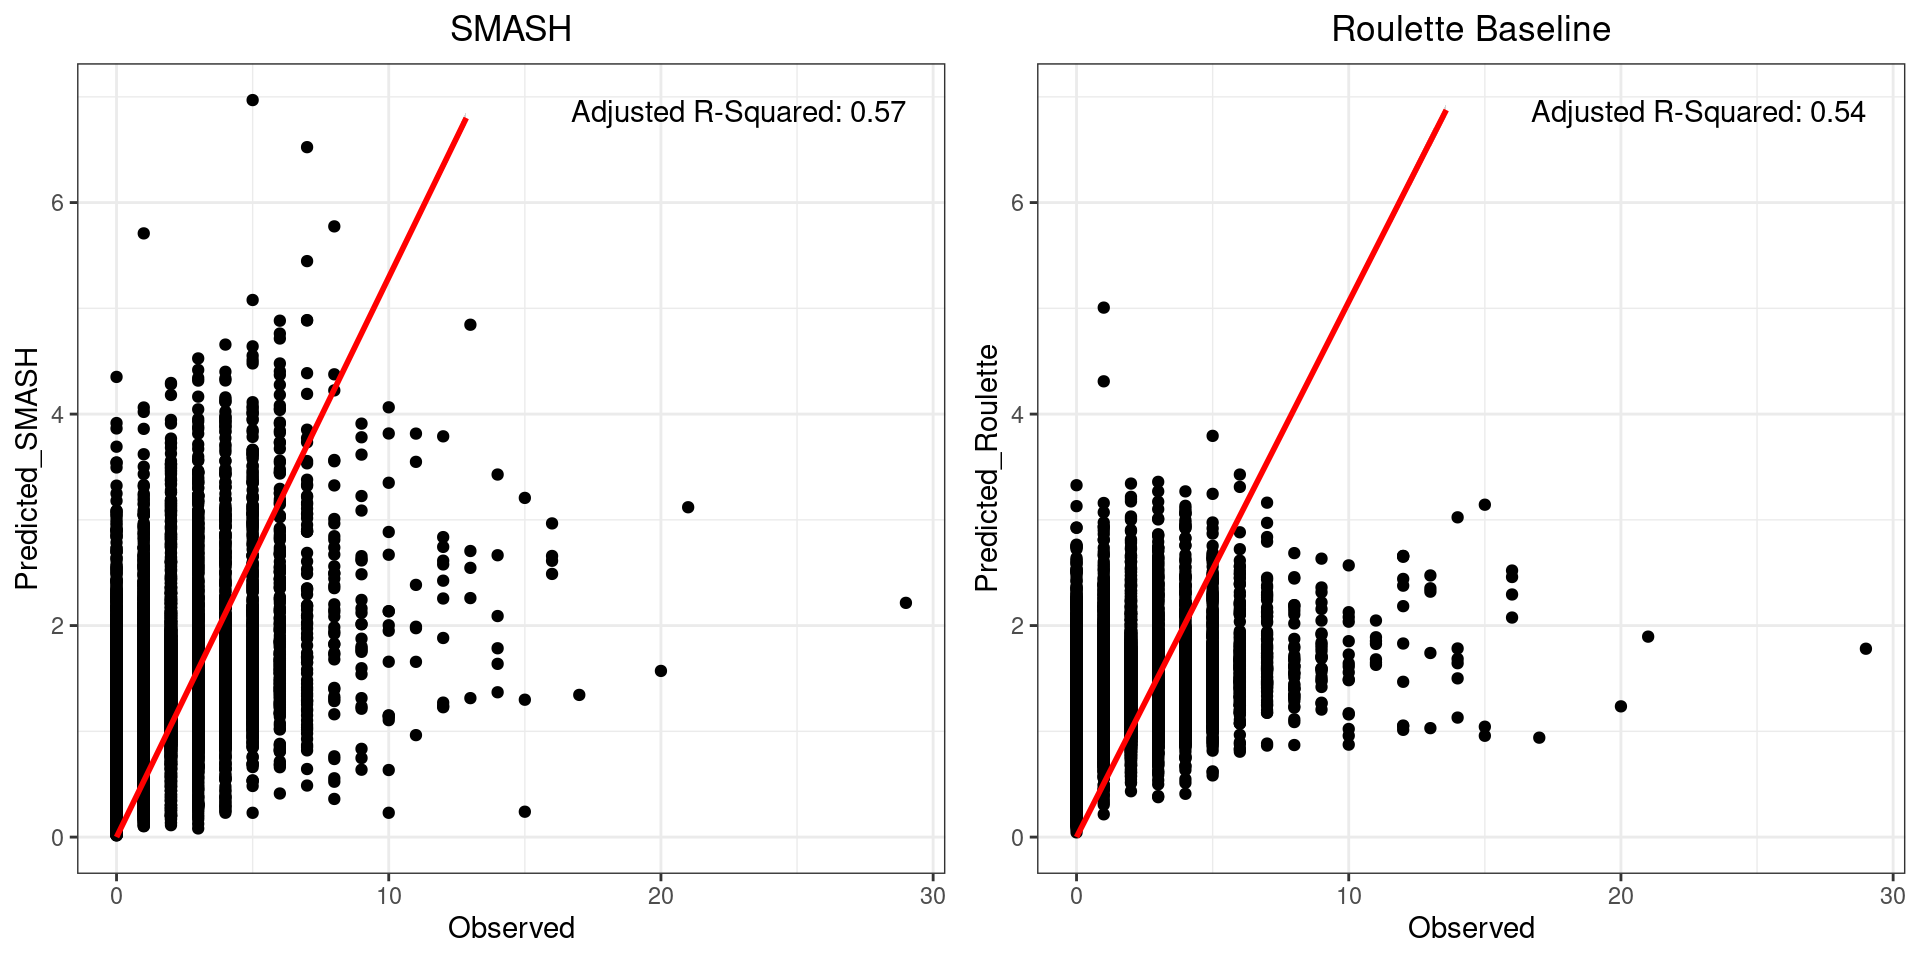 SMASH
Adjusted R-Squared: 0.57
Predicted_SMASH
6
4
2
0
0 10 20 30
Observed
Roulette Baseline
Adjusted R-Squared: 0.54
Predicted_Roulette
6
4
2
0
0 10 20 30
Observed